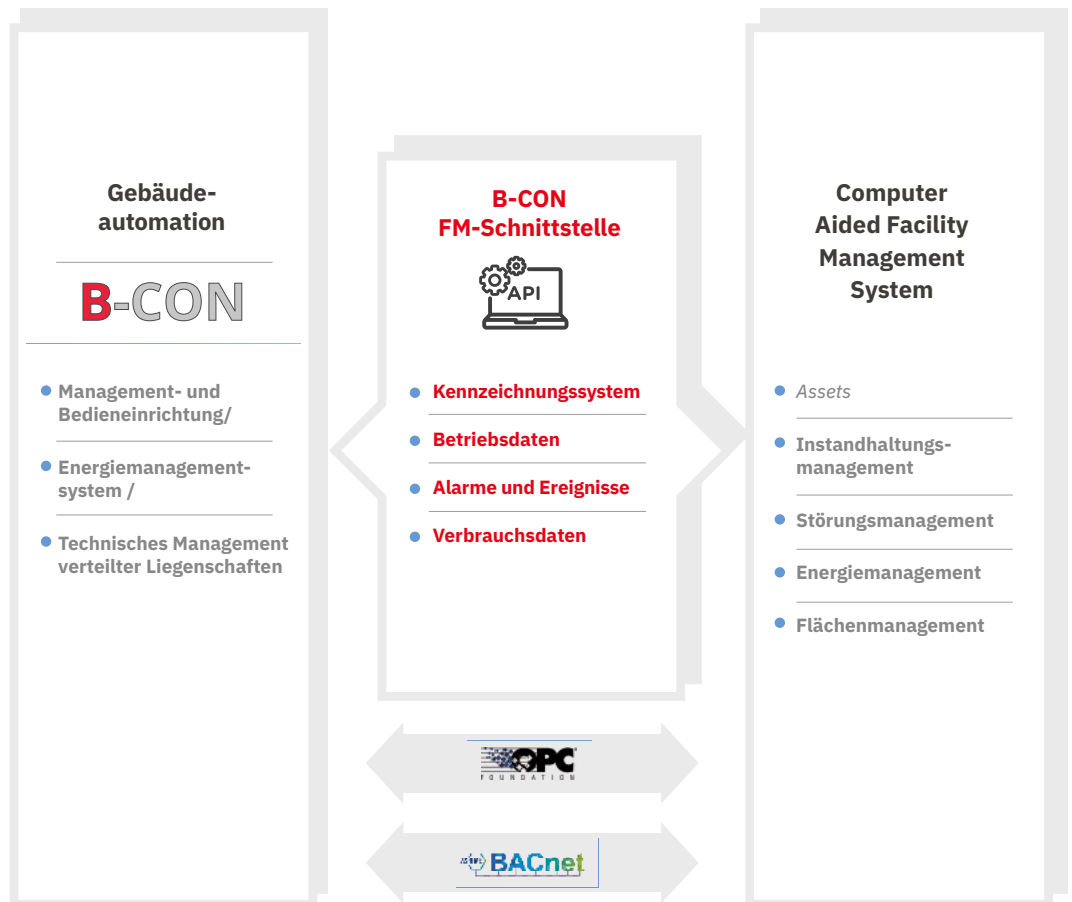 Gebäude-
automation
B-CON
Management- und
Bedieneinrichtung/
Energiemanagement-
system /
Technisches Management
verteilter Liegenschaften
B-CON
FM-Schnittstelle
API
Kennzeichnungssystem
Betriebsdaten
Alarme und Ereignisse
Verbrauchsdaten
OPC
FOUNDATION
BACnet
Computer
Aided Facility
Management
System
Assets
Instandhaltungs-
management
Störungsmanagement
Energiemanagement
Flächenmanagement